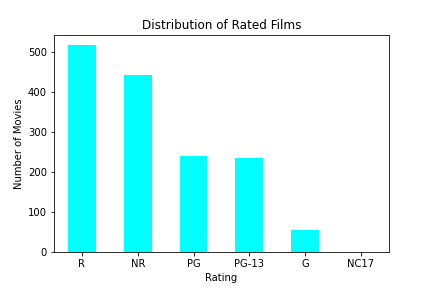 Distribution of Rated Films
Number of Movies
500
400
300
200
100
0
R NR PG PG-13 G NC17
Rating